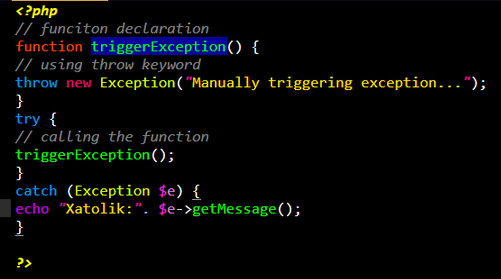 <?php
// funciton declaration
function triggerException() {
// using throw keyword
throw new Exception("Manually triggering exception...");
}
try {
// calling the function
triggerException();
}
catch (Exception $e) {
echo "Xatolik:". $e->getMessage();
}
?>